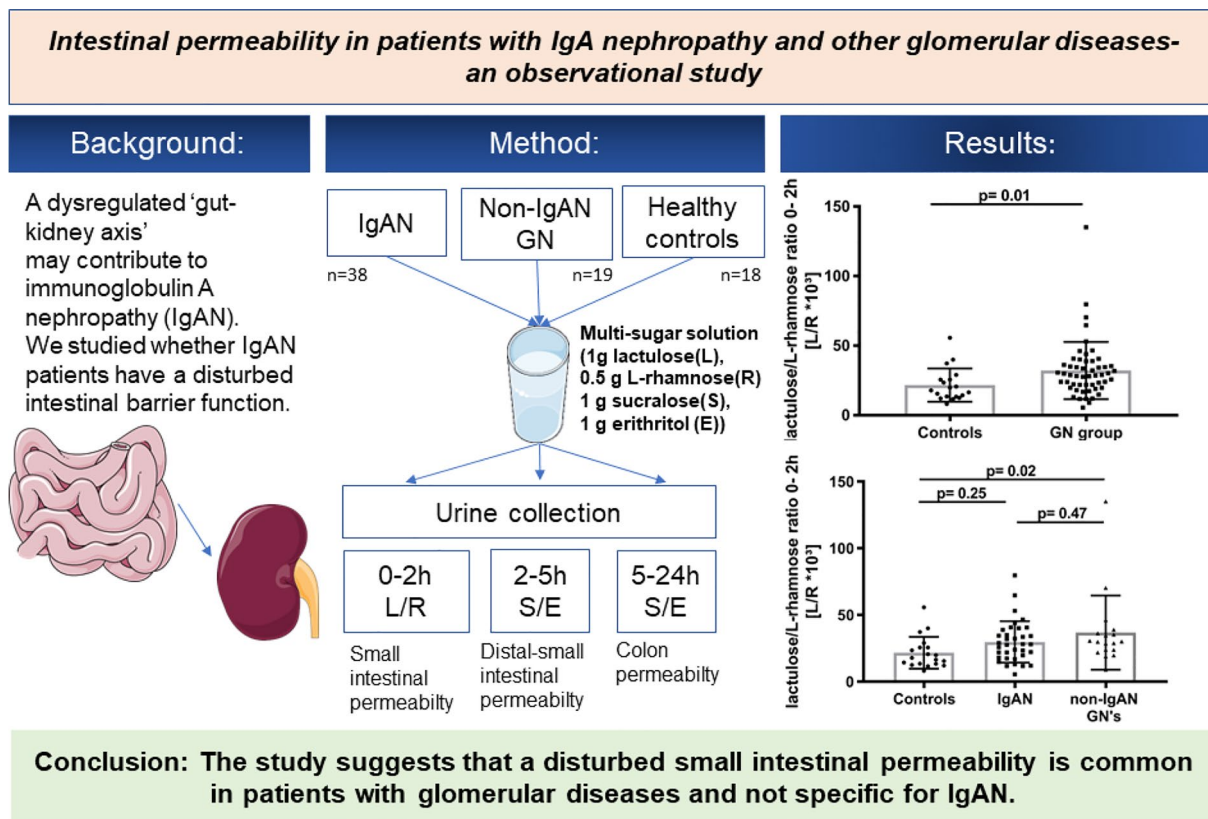 Intestinal permeability in patients with IgA nephropathy and other glomerular diseases-
an observational study
Background:
A dysregulated ‘gut-
kidney axis’
may contribute to
immunoglobulin A
nephropathy (IgAN).
We studied whether IgAN
patients have a disturbed
intestinal barrier function.
Method:
IgAN
n=38
Non-IgAN
GN
n=19
Healthy
controls
n=18
Multi-sugar solution
(1g lactulose(L),
0.5 g L-rhamnose(R)
1 g sucralose(S),
1 g erithritol (E))
Urine collection
0-2h
L/R
2-5h
S/E
5-24h
S/E
Small
intestinal
permeabilty
Distal-small
intestinal
permeabilty
Colon
permeabilty
Results:
lactulose/L-rhamnose ratio 0- 2h
[L/R *10³]
150
100
50
0
p= 0.01
Controls
GN group
lactulose/L-rhamnose ratio 0- 2h
[L/R *10³]
150
100
50
0
p= 0.02
p= 0.25
p= 0.47
Controls
IgAN
non-IgAN
GN's
Conclusion: The study suggests that a disturbed small intestinal permeability is common
in patients with glomerular diseases and not specific for IgAN.